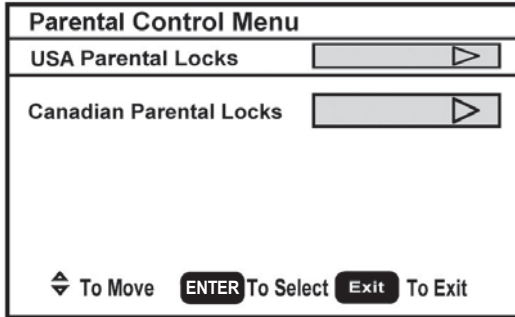 Parental Control Menu
USA Parental Locks
Canadian Parental Locks
To Move ENTER To Select Exit To Exit